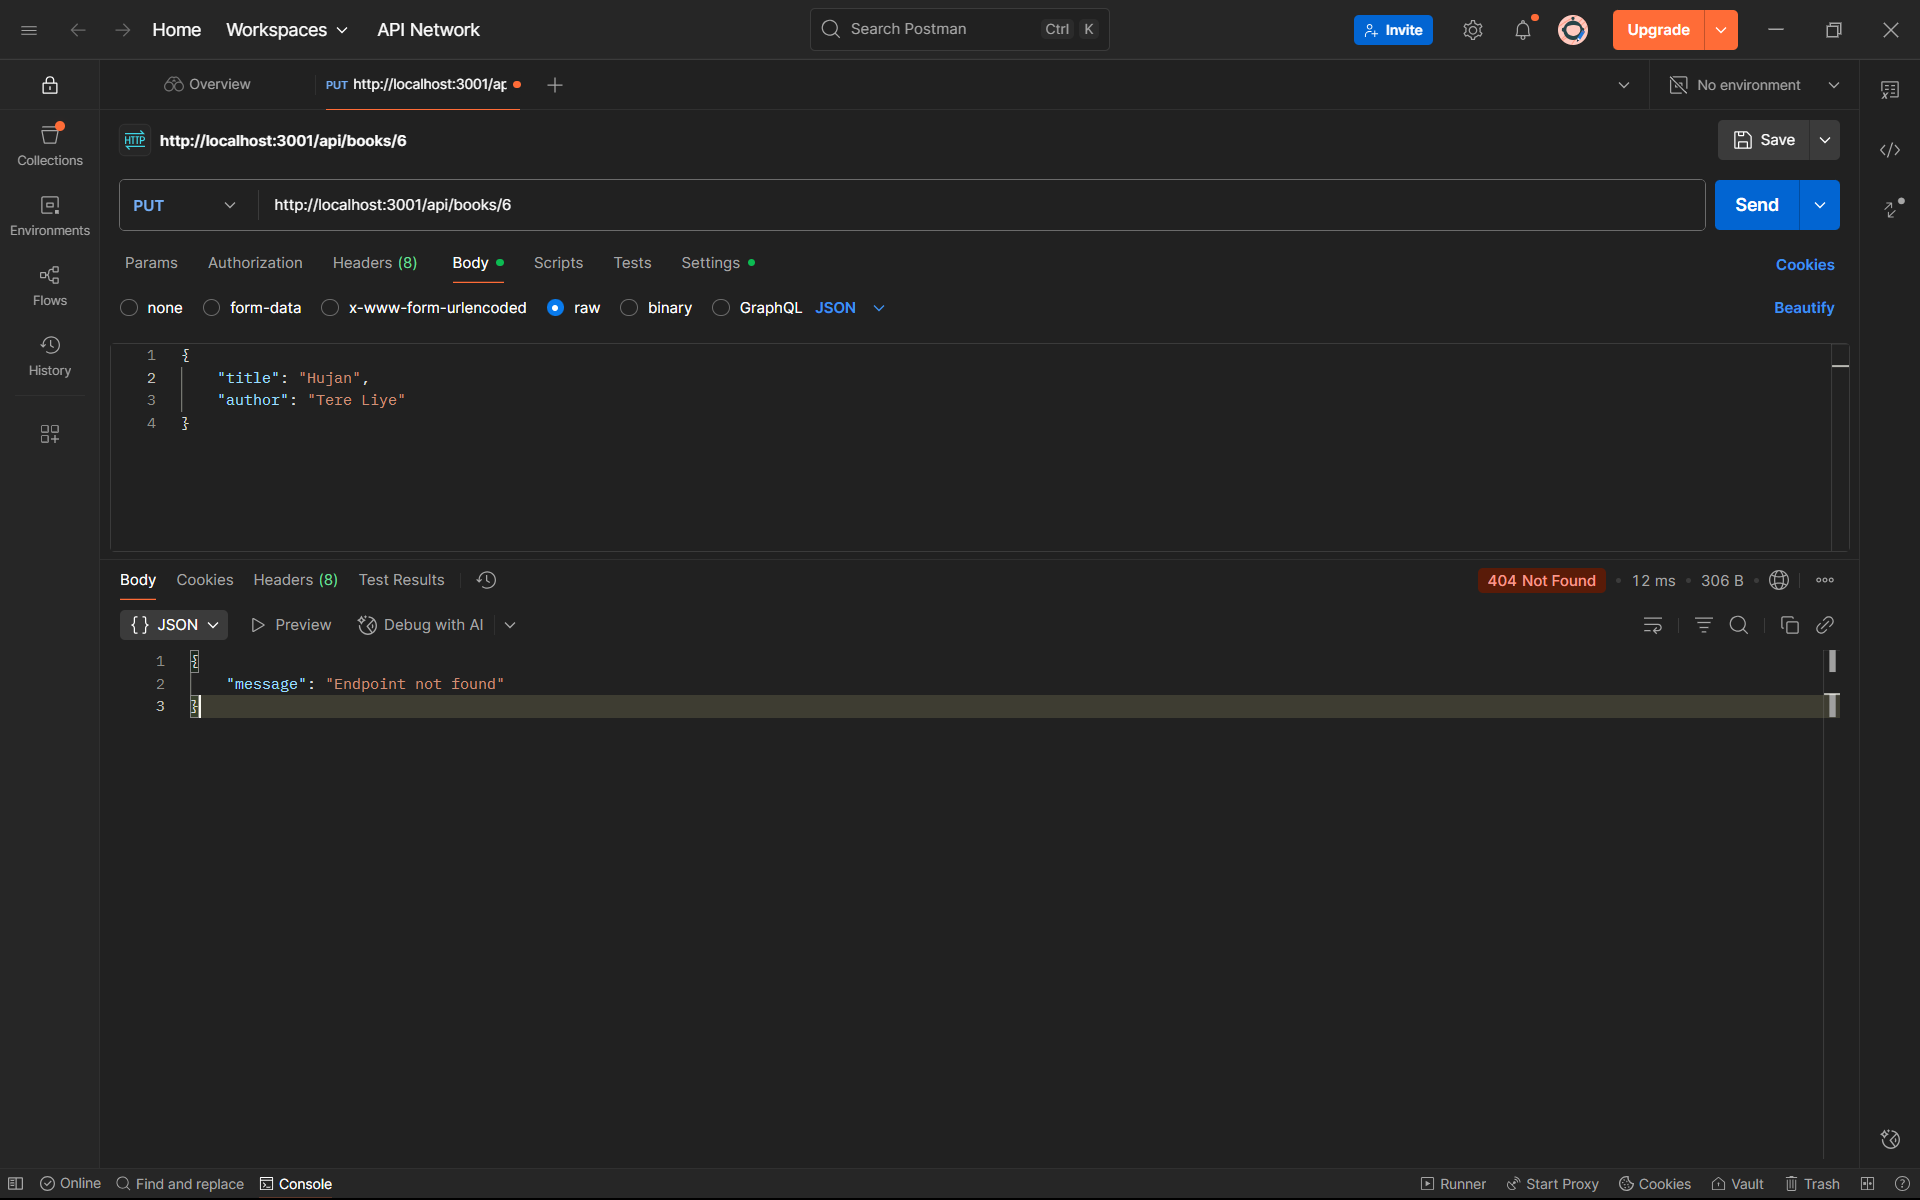 Home Workspaces API Network Search Postman Ctrl K Invite Upgrade
Overview PUT http://localhost:3001/ap No environment
HTTP http://localhost:3001/api/books/6 Save
Collections
Environments
Flows
History
PUT http://localhost:3001/api/books/6 Send
Params Authorization Headers (8) Body Scripts Tests Settings Cookies
none form-data x-www-form-urlencoded raw binary GraphQL JSON Beautify
1 {
2 "title": "Hujan",
3 "author": "Tere Liye"
4 }
Body Cookies Headers (8) Test Results 404 Not Found • 12 ms • 306 B
{} JSON Preview Debug with AI
1 {
2 "message": "Endpoint not found"
3 }
Online Find and replace Console Runner Start Proxy Cookies Vault Trash